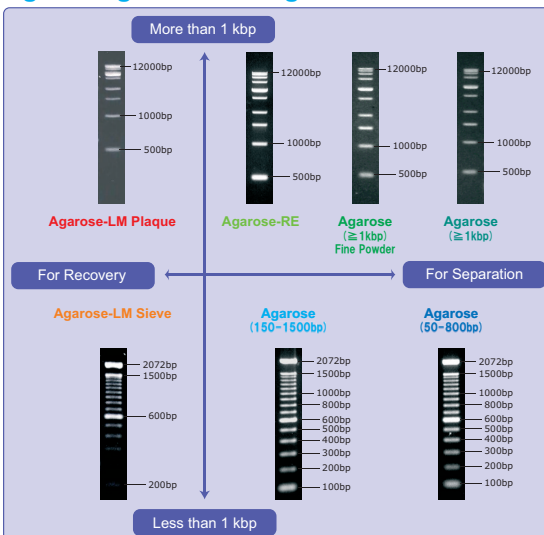 More than 1 kbp
12000bp
1000bp
500bp
12000bp
1000bp
500bp
12000bp
1000bp
500bp
12000bp
1000bp
500bp
Agarose-LM Plaque
Agarose-RE
Agarose
(≧1kbp)
Fine Powder
Agarose
(≧1kbp)
For Recovery
For Separation
Agarose-LM Sieve
Agarose
(150-1500bp)
Agarose
(50-800bp)
2072bp
1500bp
600bp
200bp
2072bp
1500bp
1000bp
800bp
600bp
500bp
400bp
300bp
200bp
100bp
2072bp
1500bp
1000bp
800bp
600bp
500bp
400bp
300bp
200bp
100bp
Less than 1 kbp